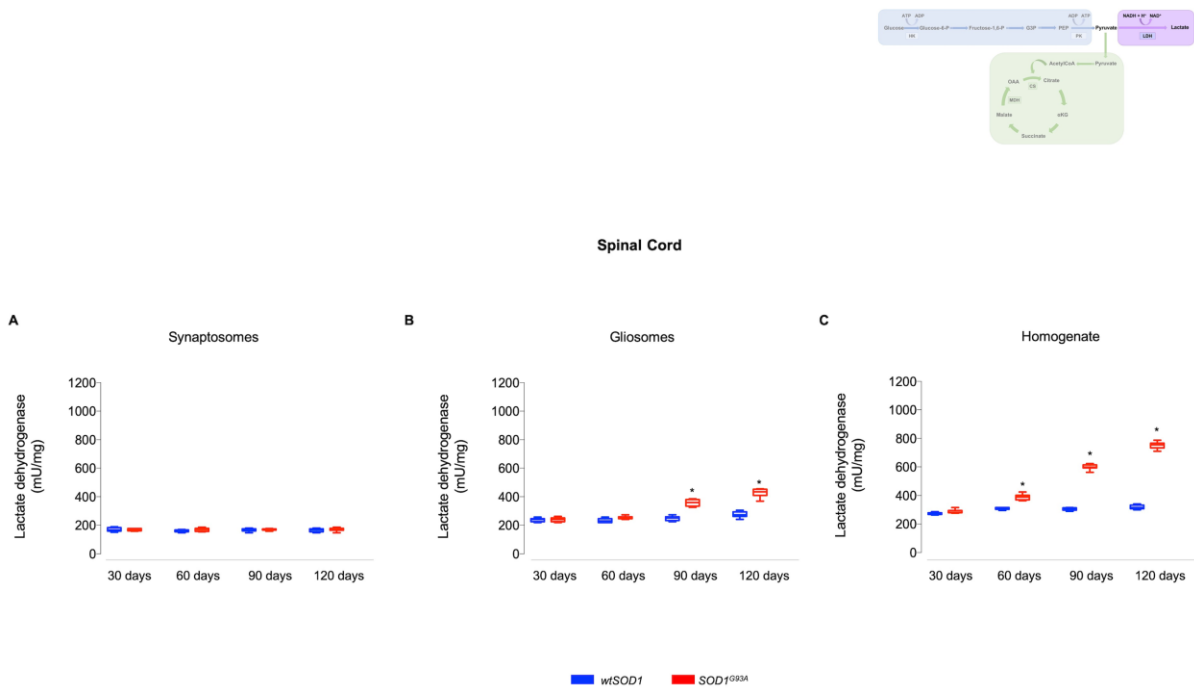 ATP ADP ADP ATP NADH + H⁺ NAD⁺
Glucose Glucose-6-P Fructose-1,6-P G3P PEP Pyruvate Lactate
HK PK LDH
AcetylCoA Pyruvate
OAA Citrate
CS
MDH
Malate αKG
Succinate
Spinal Cord
A
Synaptosomes
Lactate dehydrogenase
(mU/mg)
1200
1000
800
600
400
200
0
30 days 60 days 90 days 120 days
B
Gliosomes
Lactate dehydrogenase
(mU/mg)
1200
1000
800
600
400
200
0
* *
30 days 60 days 90 days 120 days
C
Homogenate
Lactate dehydrogenase
(mU/mg)
1200
1000
800
600
400
200
0
* * *
30 days 60 days 90 days 120 days
wtSOD1 SOD1ᴳ⁹³ᴬ